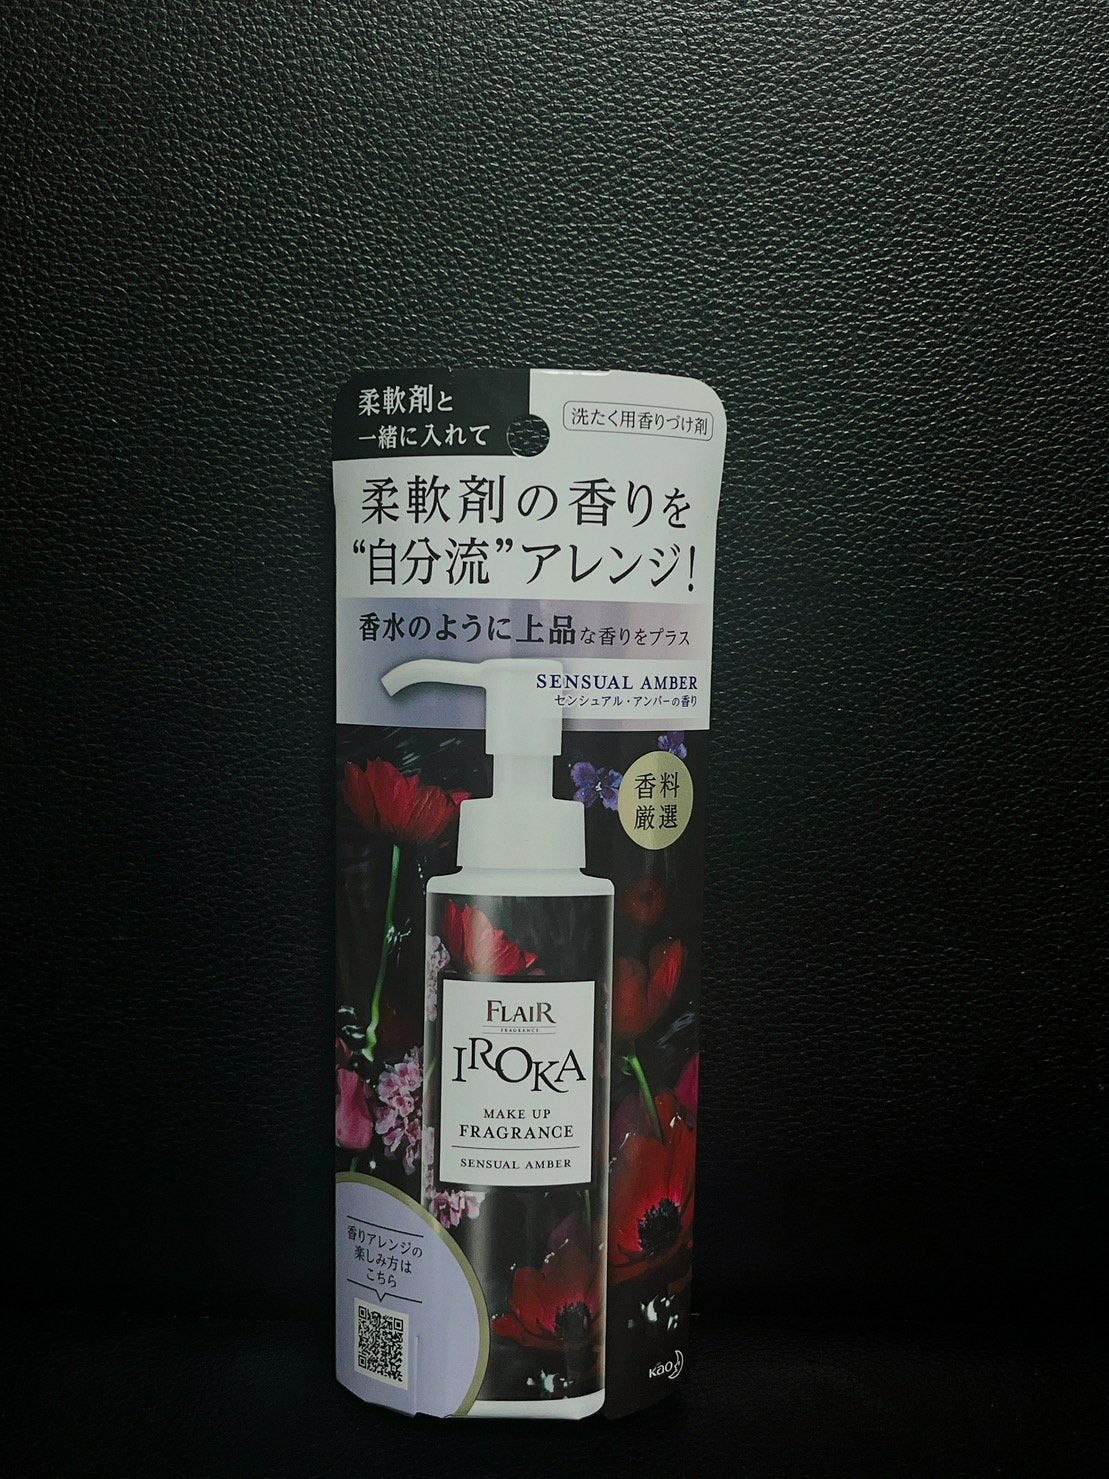 柔軟剤と
一緒に入れて
洗たく用香りづけ剤
柔軟剤の香りを
“自分流”アレンジ！
香水のように上品な香りをプラス
SENSUAL AMBER
センシュアル・アンバーの香り
香料
厳選
FLAIR
FRAGRANCE
IROKA
MAKE UP
FRAGRANCE
SENSUAL AMBER
香りアレンジの
楽しみ方は
こちら
Kao